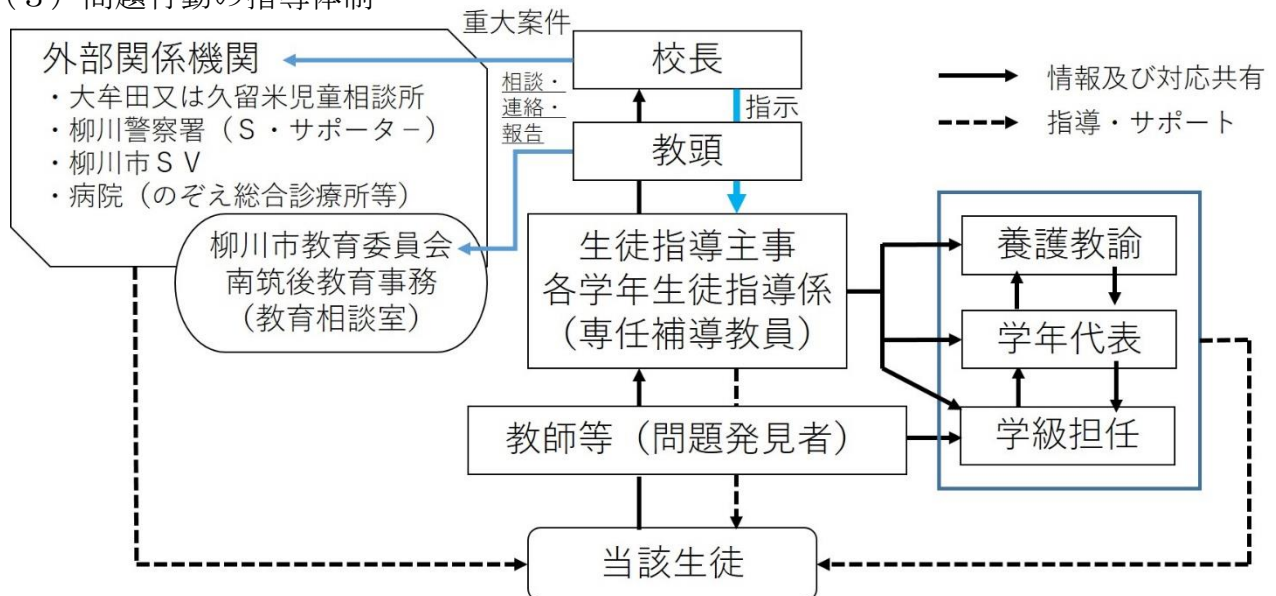 （３）問題行動の指導体制
重大案件
外部関係機関
・大牟田又は久留米児童相談所
・柳川警察署（Ｓ・サポータ－）
・柳川市ＳＶ
・病院（のぞえ総合診療所等）
柳川市教育委員会
南筑後教育事務
（教育相談室）
校長
相談・
連絡・
報告
指示
教頭
生徒指導主事
各学年生徒指導係
（専任補導教員）
教師等（問題発見者）
当該生徒
情報及び対応共有
指導・サポート
養護教諭
学年代表
学級担任